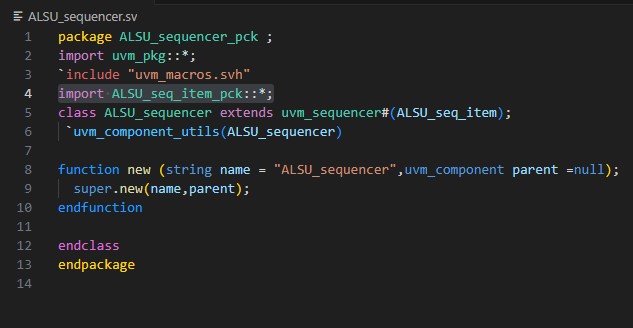 ALSU_sequencer.sv
1 package ALSU_sequencer_pck ;
2 import uvm_pkg::*;
3 `include "uvm_macros.svh"
4 import ALSU_seq_item_pck::*;
5 class ALSU_sequencer extends uvm_sequencer#(ALSU_seq_item);
6 `uvm_component_utils(ALSU_sequencer)
7
8 function new (string name = "ALSU_sequencer",uvm_component parent =null);
9 super.new(name,parent);
10 endfunction
11
12 endclass
13 endpackage
14